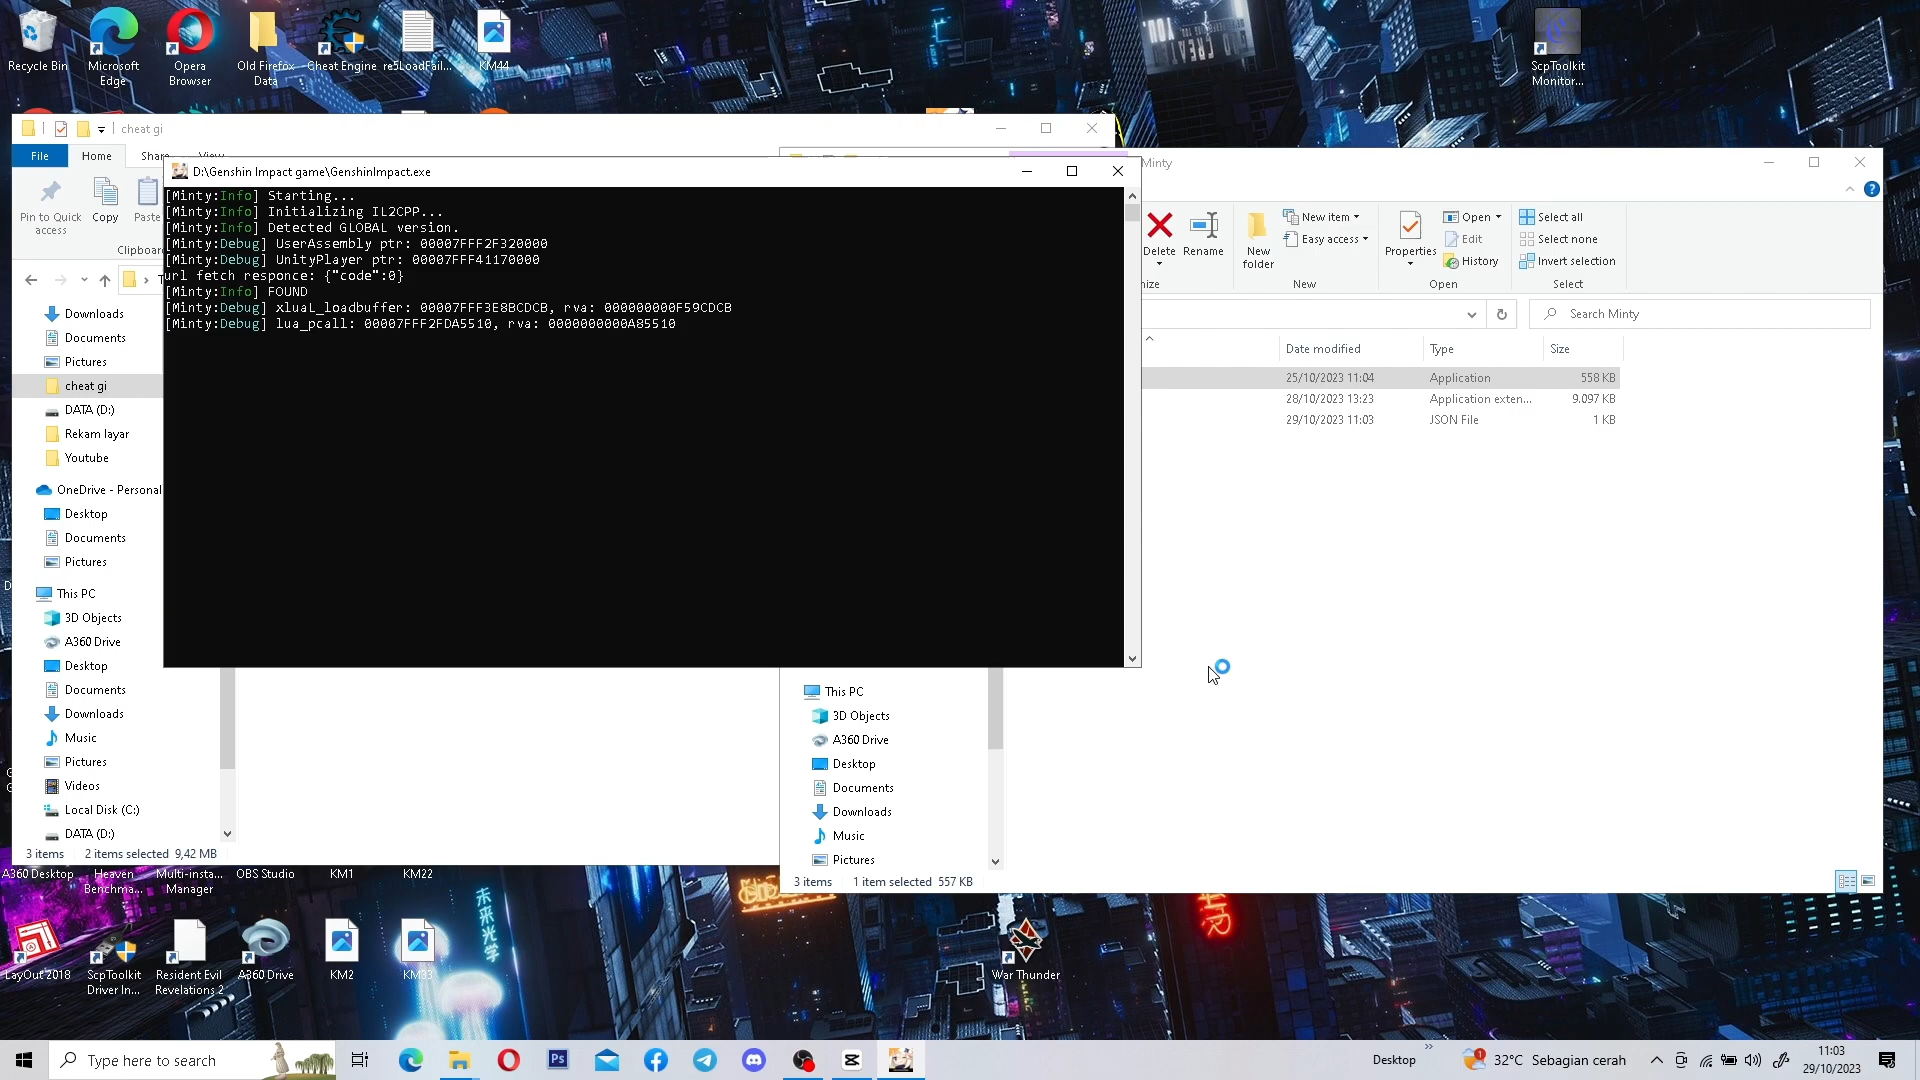 Recycle Bin
Microsoft
Edge
Opera
Browser
Old Firefox
Data
Cheat Engine
re5LoadFail...
KM44
ScpToolkit
Monitor...
cheat gi
File
Home
Share
View
Pin to Quick
access
Copy
Paste
Clipboard
D:\Genshin Impact game\GenshinImpact.exe
[Minty:Info] Starting...
[Minty:Info] Initializing IL2CPP...
[Minty:Info] Detected GLOBAL version.
[Minty:Debug] UserAssembly ptr: 00007FFF2F320000
[Minty:Debug] UnityPlayer ptr: 00007FFF41170000
url fetch responce: {"code":0}
[Minty:Info] FOUND
[Minty:Debug] xluaL_loadbuffer: 00007FFF3E8BCDCB, rva: 000000000F59CDCB
[Minty:Debug] lua_pcall: 00007FFF2FDA5510, rva: 0000000000A85510
Downloads
Documents
Pictures
cheat gi
DATA (D:)
Rekam layar
Youtube
OneDrive - Personal
Desktop
Documents
Pictures
This PC
3D Objects
A360 Drive
Desktop
Documents
Downloads
Music
Pictures
Videos
Local Disk (C:)
DATA (D:)
3 items
2 items selected 9,42 MB
Minty
Delete
Rename
New
folder
New item
Easy access
Properties
Open
Edit
History
Select all
Select none
Invert selection
nize
New
Open
Select
Search Minty
Date modified
Type
Size
25/10/2023 11:04
Application
558 KB
28/10/2023 13:23
Application exten...
9.097 KB
29/10/2023 11:03
JSON File
1 KB
This PC
3D Objects
A360 Drive
Desktop
Documents
Downloads
Music
Pictures
3 items
1 item selected 557 KB
A360 Desktop
Heaven
Benchma...
Multi-insta...
Manager
OBS Studio
KM1
KM22
未来光学
LayOut 2018
ScpToolkit
Driver In...
Resident Evil
Revelations 2
A360 Drive
KM2
KM33
War Thunder
Type here to search
Ps
Desktop
1
32°C Sebagian cerah
11:03
29/10/2023